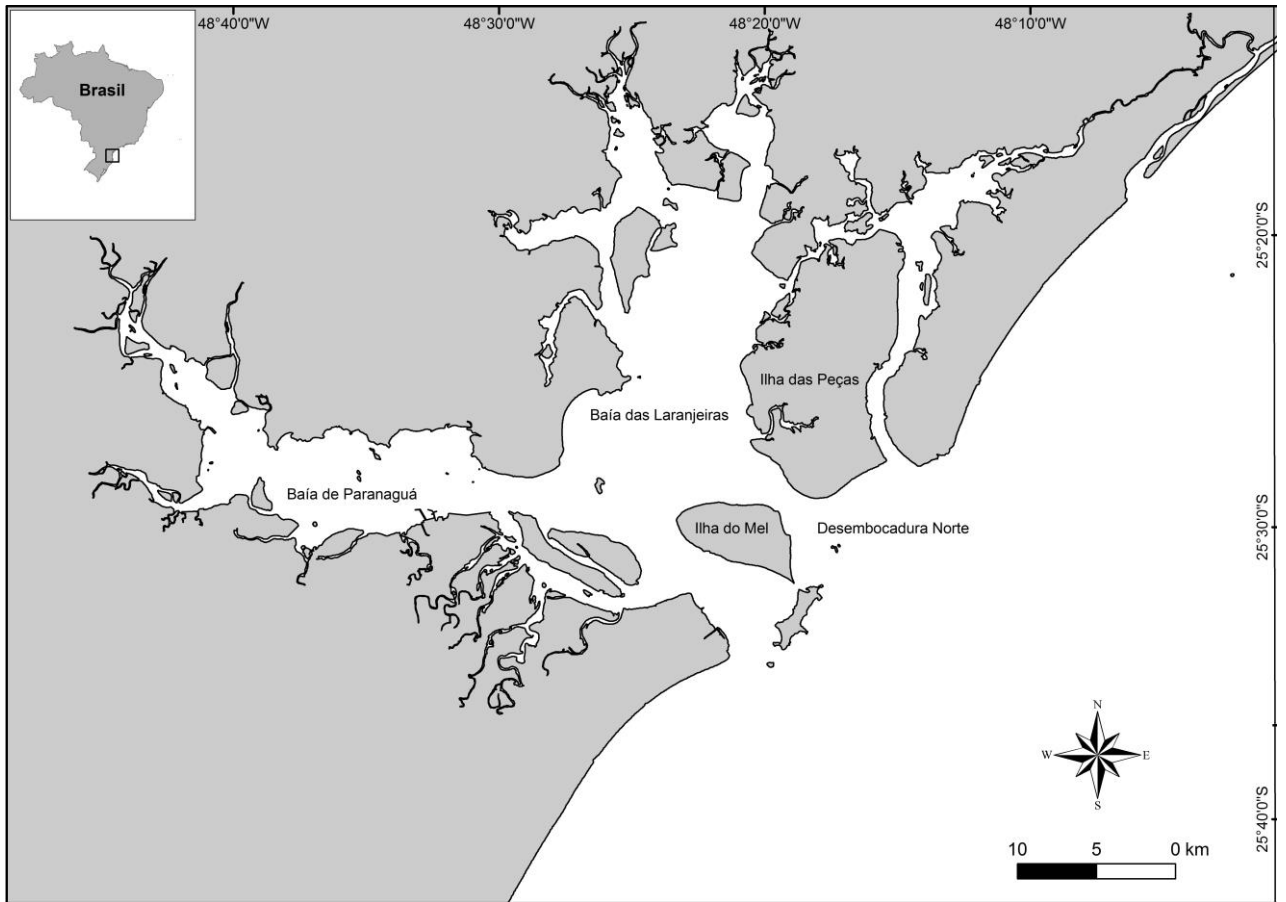 48°40'0"W
48°30'0"W
48°20'0"W
48°10'0"W
Brasil
25°20'0"S
Ilha das Peças
Baía das Laranjeiras
Baía de Paranaguá
Ilha do Mel
Desembocadura Norte
25°30'0"S
N
W
E
S
25°40'0"S
10 5 0 km